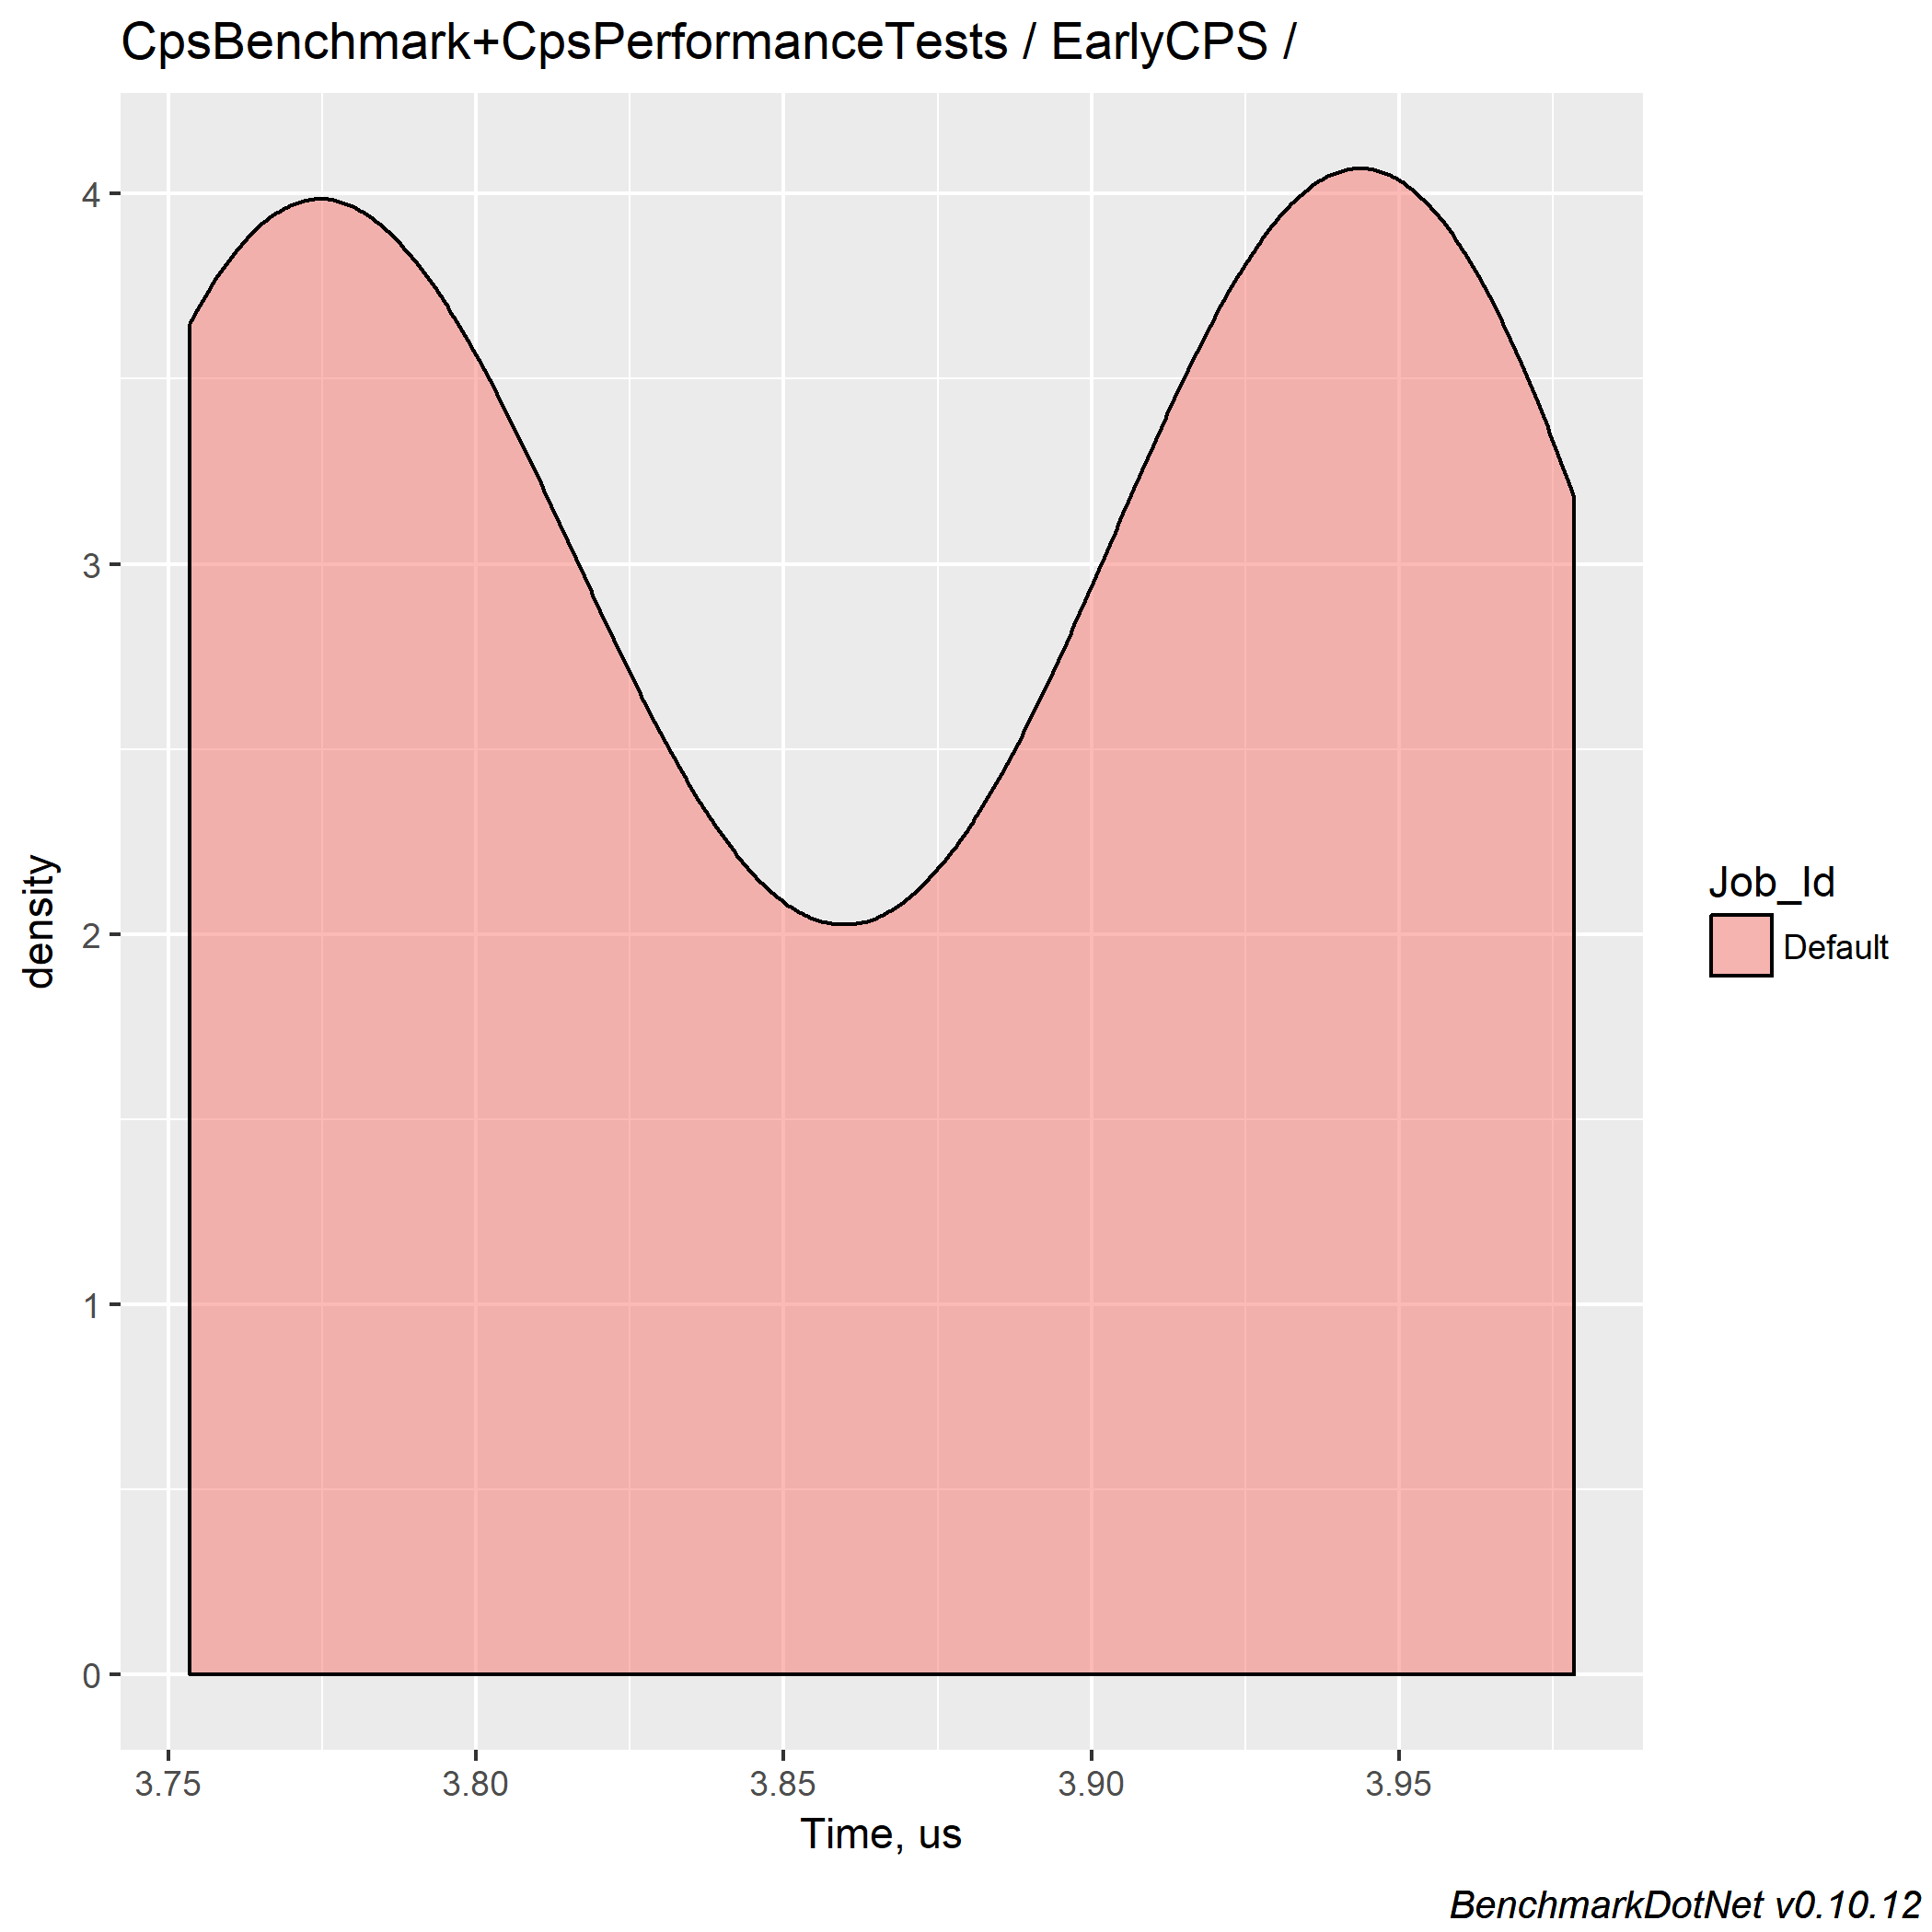 CpsBenchmark+CpsPerformanceTests / EarlyCPS /
4
3
2
1
0
density
3.75 3.80 3.85 3.90 3.95
Time, us
Job_Id
Default
BenchmarkDotNet v0.10.12